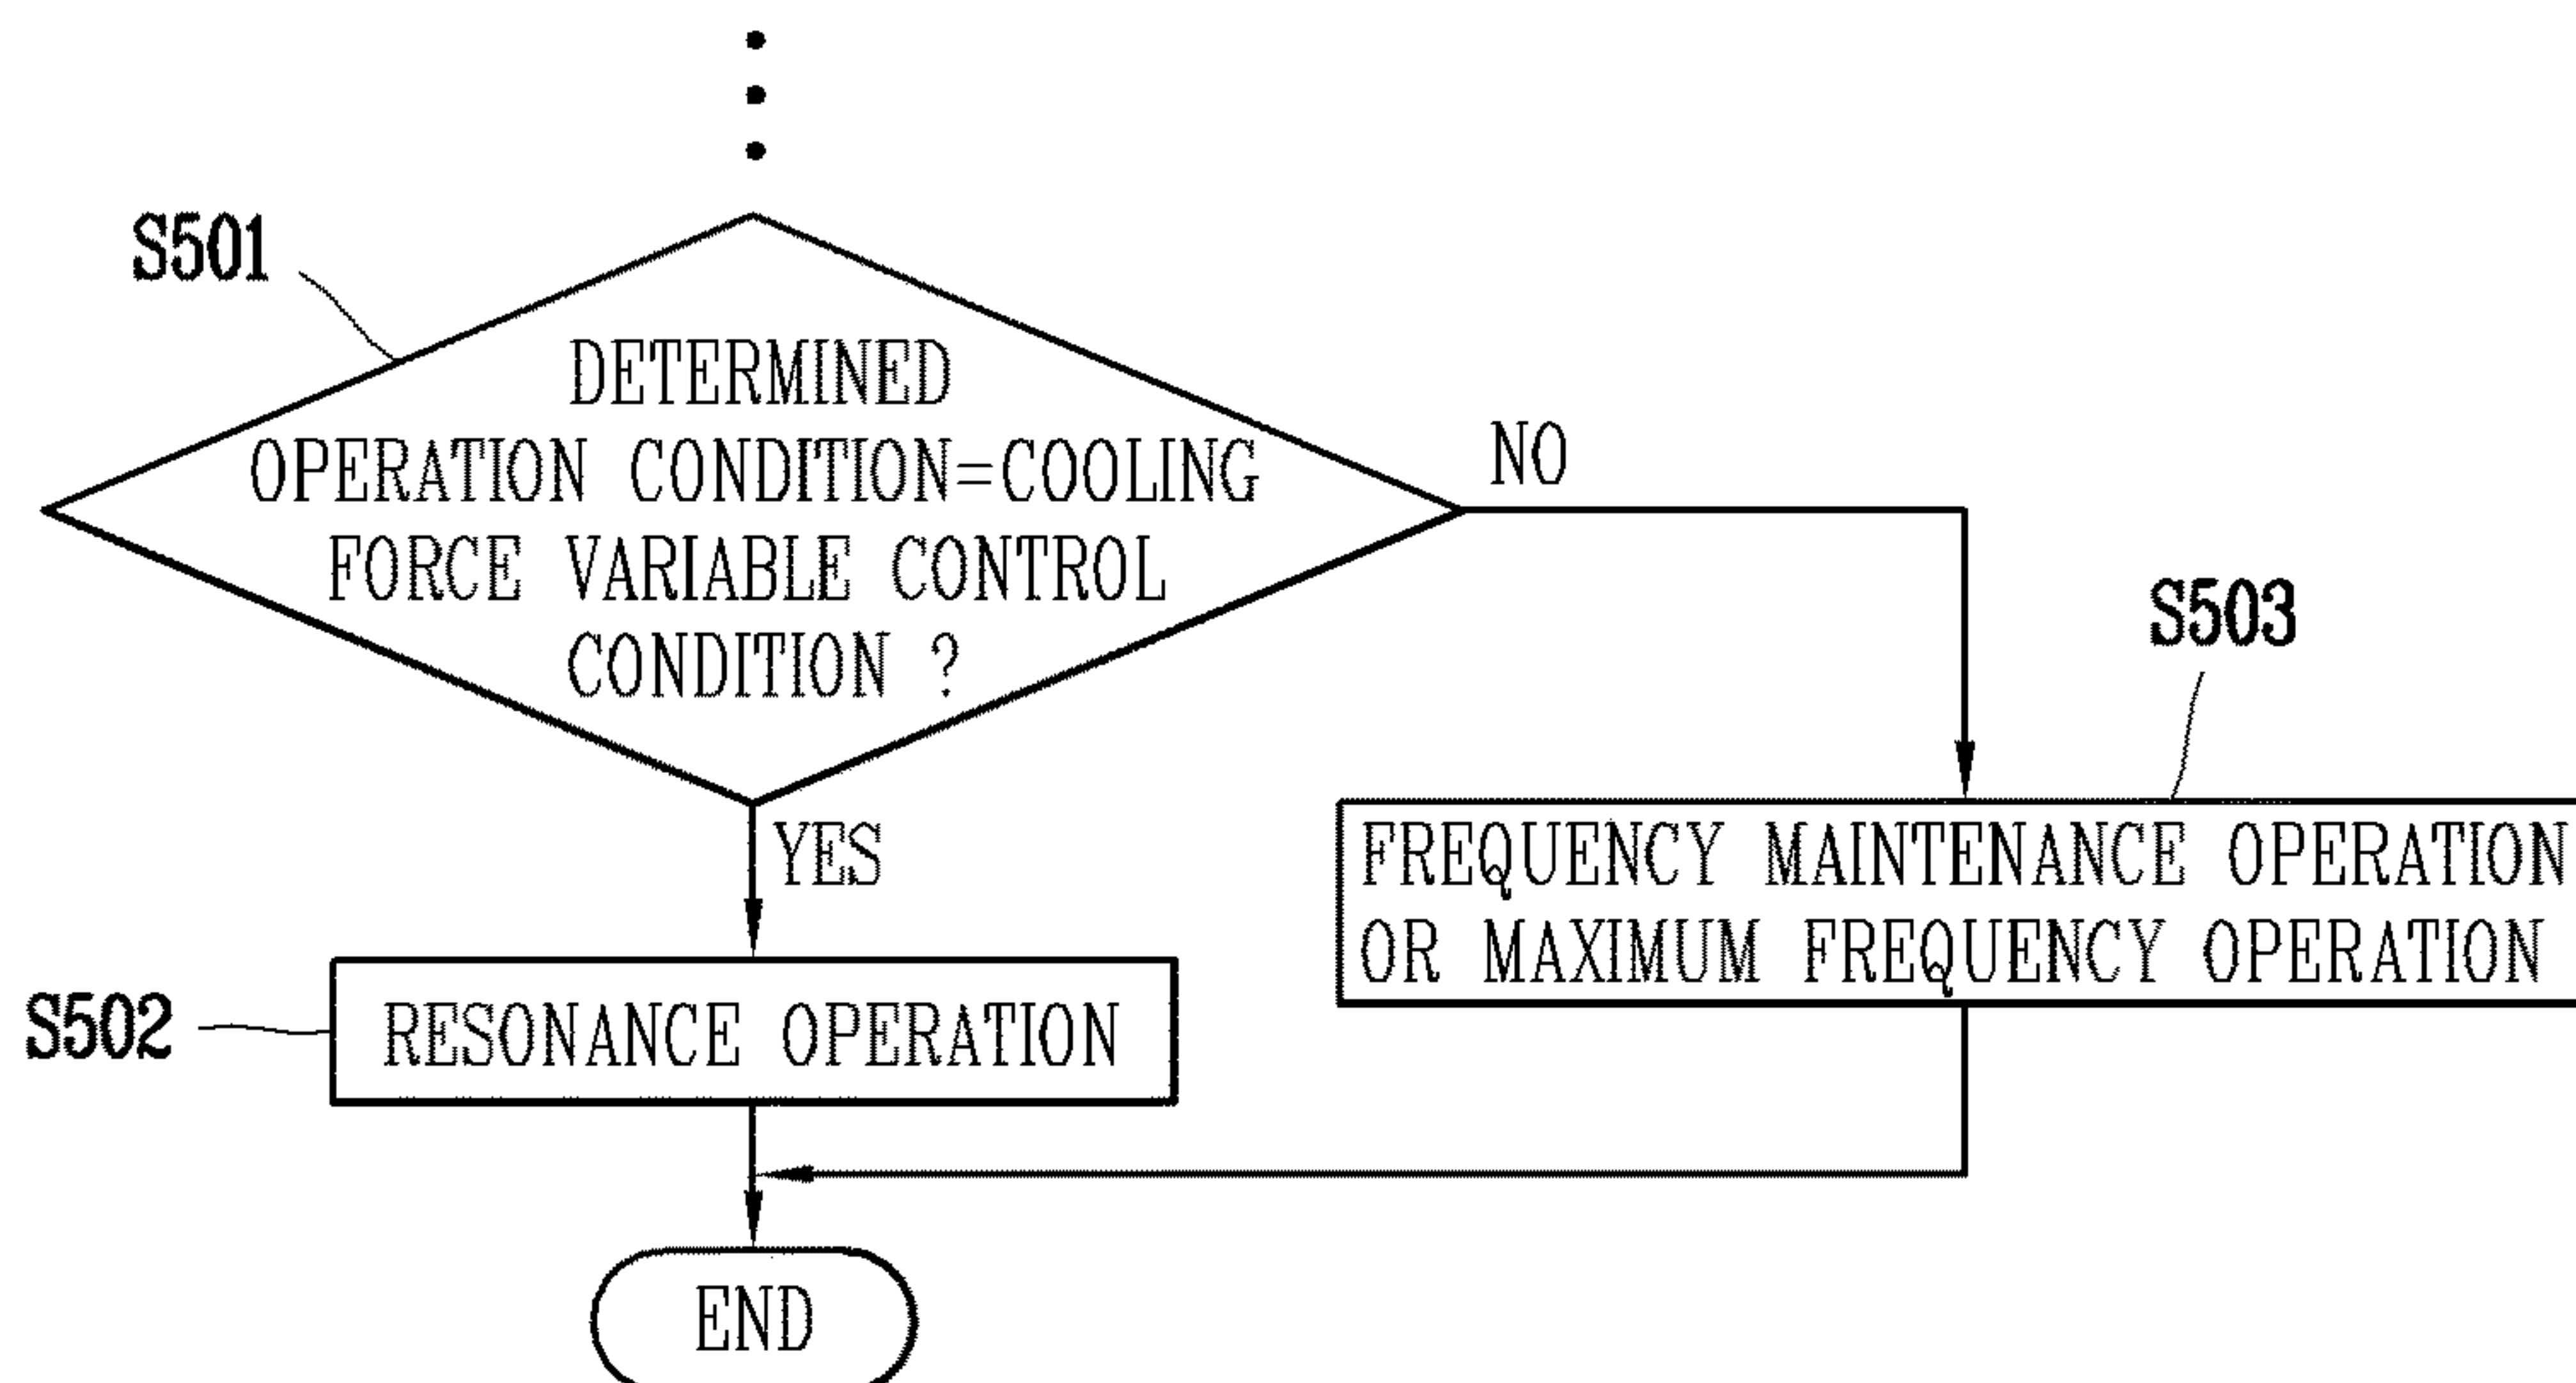 S501
DETERMINED
OPERATION CONDITION=COOLING
FORCE VARIABLE CONTROL
CONDITION ?
NO
YES
S503
FREQUENCY MAINTENANCE OPERATION
OR MAXIMUM FREQUENCY OPERATION
S502
RESONANCE OPERATION
END